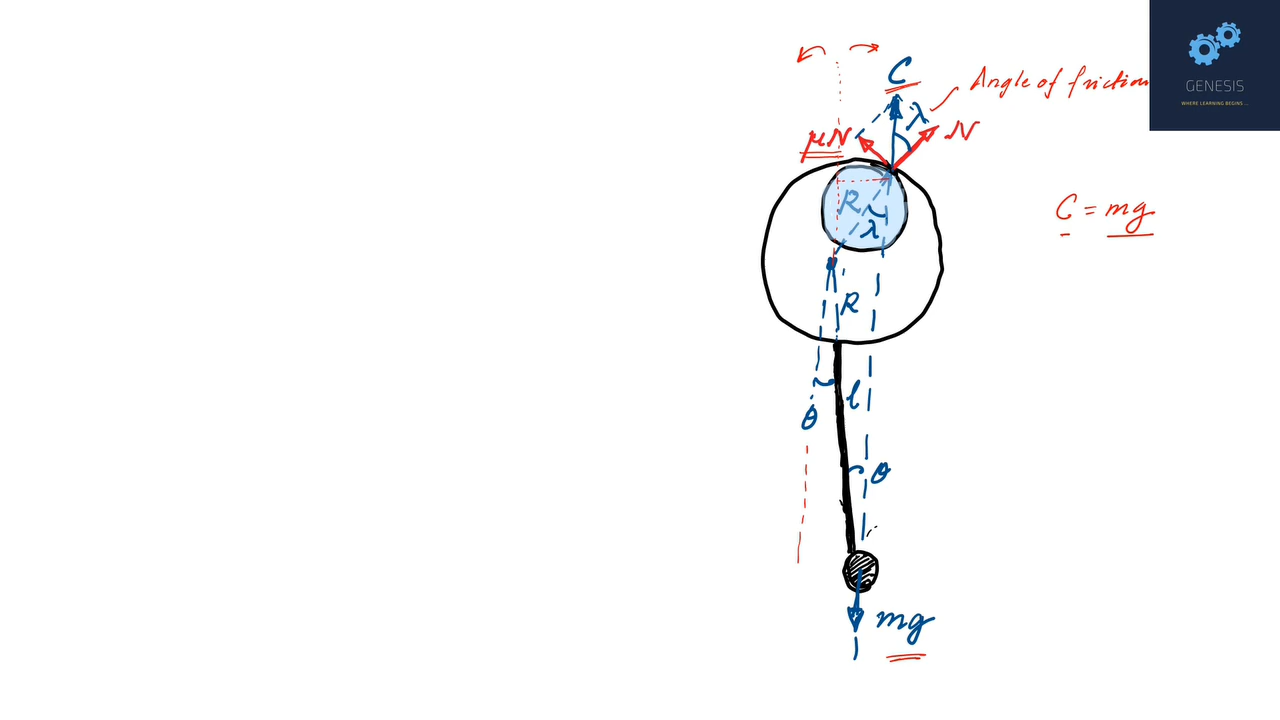 GENESIS
WHERE LEARNING BEGINS ...
C
λ
Angle of friction
μN
N
R
λ
C = mg
R
l
θ
θ
mg